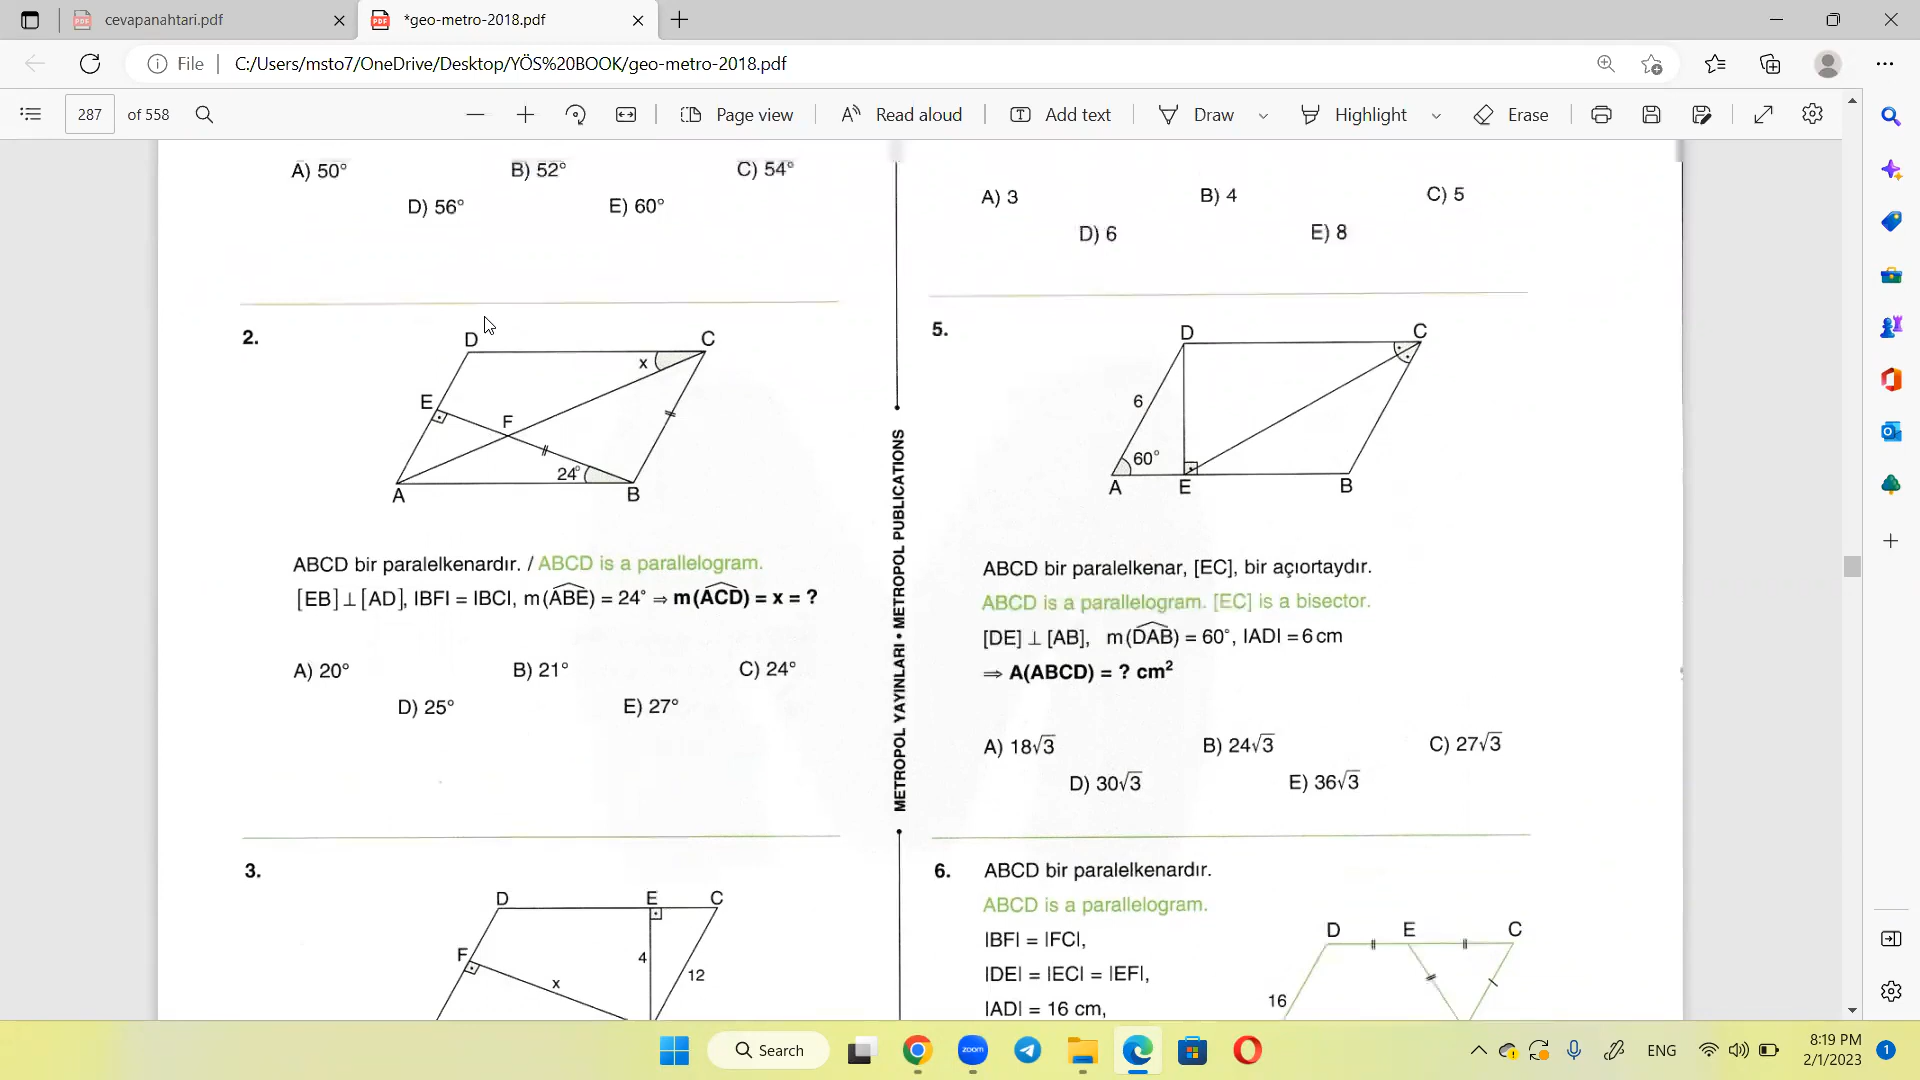 cevapanahtari.pdf
*geo-metro-2018.pdf
File
C:/Users/msto7/OneDrive/Desktop/YÖS%20BOOK/geo-metro-2018.pdf
287
of 558
Page view
Read aloud
Add text
Draw
Highlight
Erase
A) 50° B) 52° C) 54°
D) 56° E) 60°
2.
D C
x
E
F
24°
A B
ABCD bir paralelkenardır. / ABCD is a parallelogram.
[EB]⊥[AD], IBFI = IBCI, m(ABE) = 24° ⇒ m(ACD) = x = ?
A) 20° B) 21° C) 24°
D) 25° E) 27°
3.
D E C
F
4
12
x
METROPOL YAYINLARI • METROPOL PUBLICATIONS
A) 3 B) 4 C) 5
D) 6 E) 8
5.
D C
6
60°
A E B
ABCD bir paralelkenar, [EC], bir açıortaydır.
ABCD is a parallelogram. [EC] is a bisector.
[DE] ⊥ [AB], m(DAB) = 60°, IADI = 6 cm
⇒ A(ABCD) = ? cm²
A) 18√3 B) 24√3 C) 27√3
D) 30√3 E) 36√3
6. ABCD bir paralelkenardır.
ABCD is a parallelogram.
IBFI = IFCI,
IDEI = IECI = IEFI,
IADI = 16 cm,
D E C
16
Search
zoom
ENG
8:19 PM
2/1/2023
1